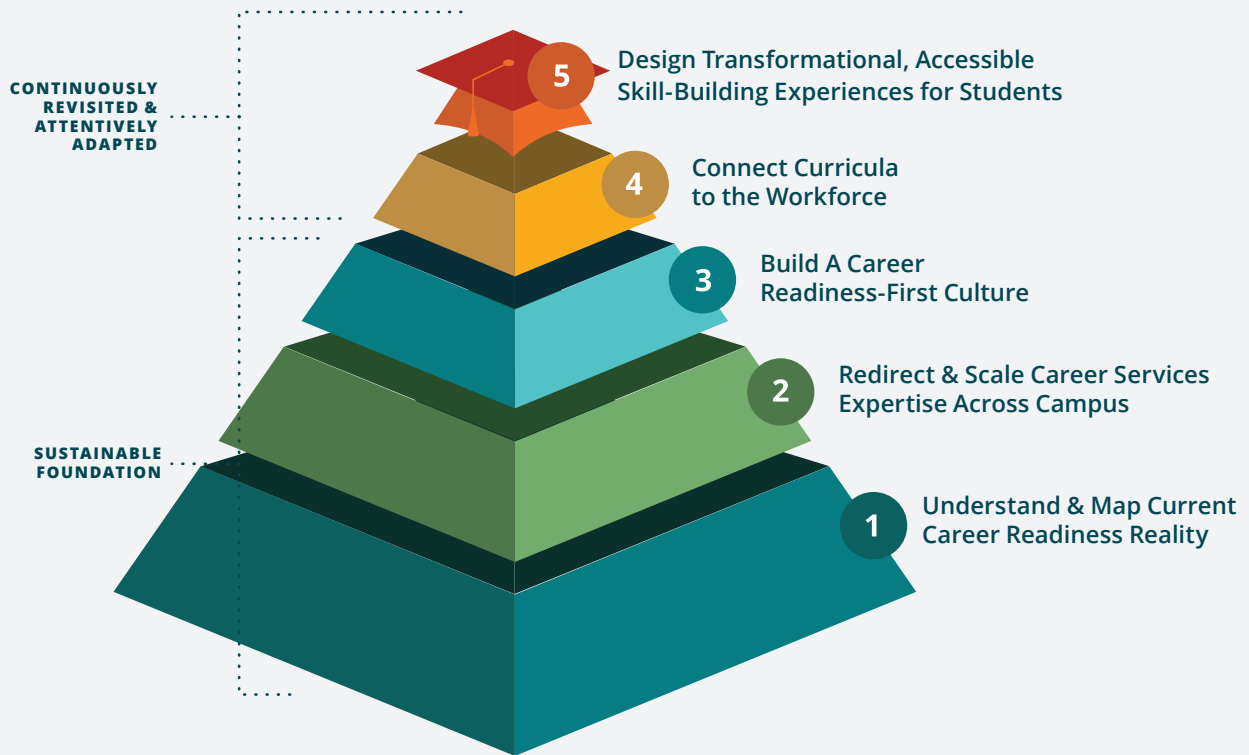 CONTINUOUSLY
REVISITED &
ATTENTIVELY
ADAPTED
5
Design Transformational, Accessible
Skill-Building Experiences for Students
4
Connect Curricula
to the Workforce
3
Build A Career
Readiness-First Culture
2
Redirect & Scale Career Services
Expertise Across Campus
SUSTAINABLE
FOUNDATION
1
Understand & Map Current
Career Readiness Reality